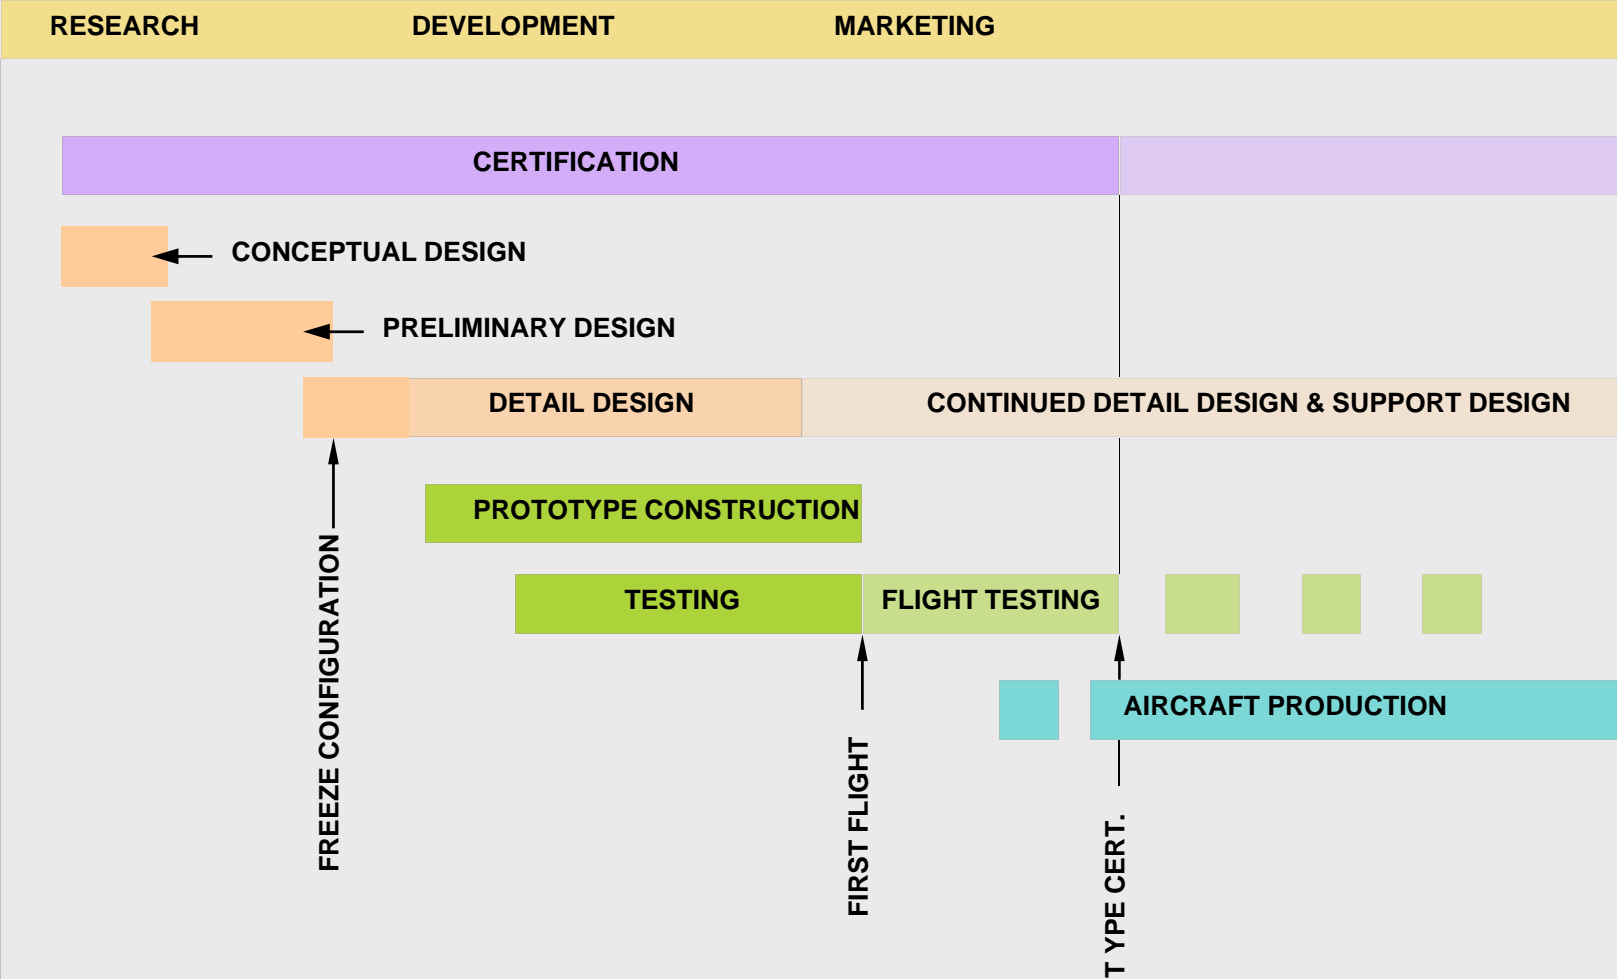 RESEARCH
DEVELOPMENT
MARKETING
CERTIFICATION
CONCEPTUAL DESIGN
PRELIMINARY DESIGN
DETAIL DESIGN
CONTINUED DETAIL DESIGN & SUPPORT DESIGN
PROTOTYPE CONSTRUCTION
TESTING
FLIGHT TESTING
AIRCRAFT PRODUCTION
FREEZE CONFIGURATION
FIRST FLIGHT
T YPE CERT.